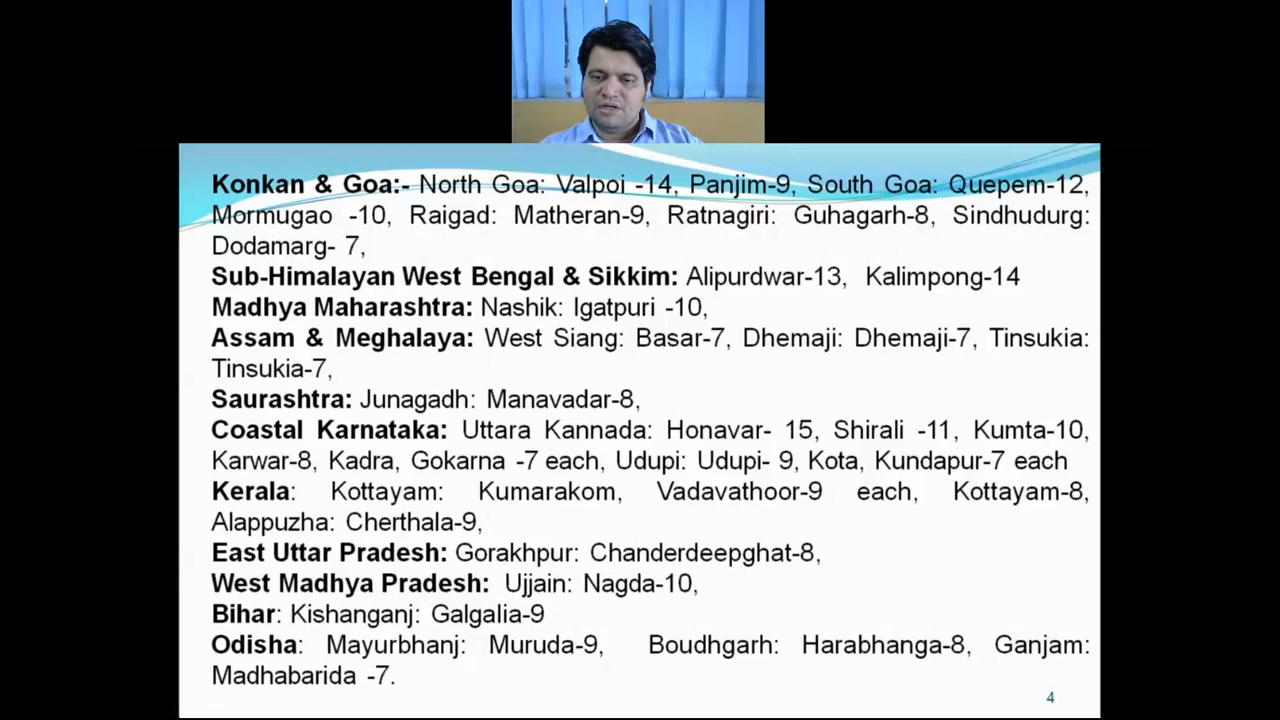 Konkan & Goa:- North Goa: Valpoi -14, Panjim-9, South Goa: Quepem-12,
Mormugao -10, Raigad: Matheran-9, Ratnagiri: Guhagarh-8, Sindhudurg:
Dodamarg- 7,
Sub-Himalayan West Bengal & Sikkim: Alipurdwar-13, Kalimpong-14
Madhya Maharashtra: Nashik: Igatpuri -10,
Assam & Meghalaya: West Siang: Basar-7, Dhemaji: Dhemaji-7, Tinsukia:
Tinsukia-7,
Saurashtra: Junagadh: Manavadar-8,
Coastal Karnataka: Uttara Kannada: Honavar- 15, Shirali -11, Kumta-10,
Karwar-8, Kadra, Gokarna -7 each, Udupi: Udupi- 9, Kota, Kundapur-7 each
Kerala: Kottayam: Kumarakom, Vadavathoor-9 each, Kottayam-8,
Alappuzha: Cherthala-9,
East Uttar Pradesh: Gorakhpur: Chanderdeepghat-8,
West Madhya Pradesh: Ujjain: Nagda-10,
Bihar: Kishanganj: Galgalia-9
Odisha: Mayurbhanj: Muruda-9, Boudhgarh: Harabhanga-8, Ganjam:
Madhabarida -7.
4